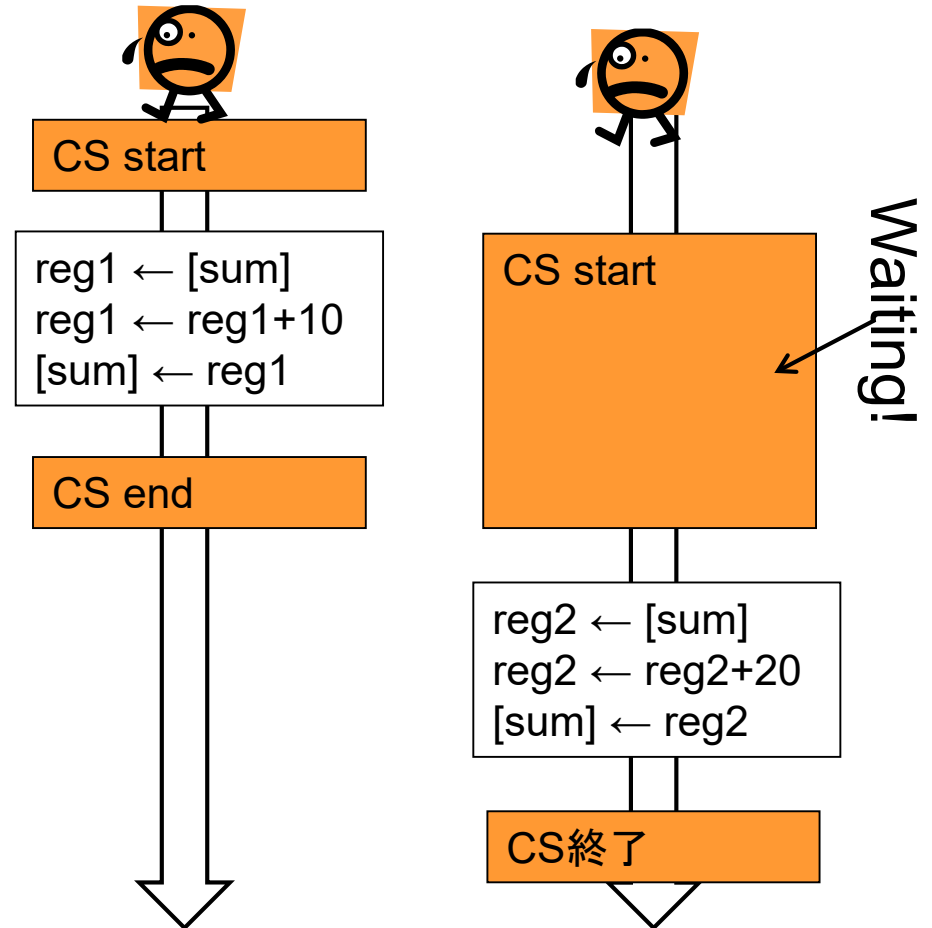 CS start
reg1 ← [sum]
reg1 ← reg1+10
[sum] ← reg1
CS end
CS start
Waiting!
reg2 ← [sum]
reg2 ← reg2+20
[sum] ← reg2
CS終了